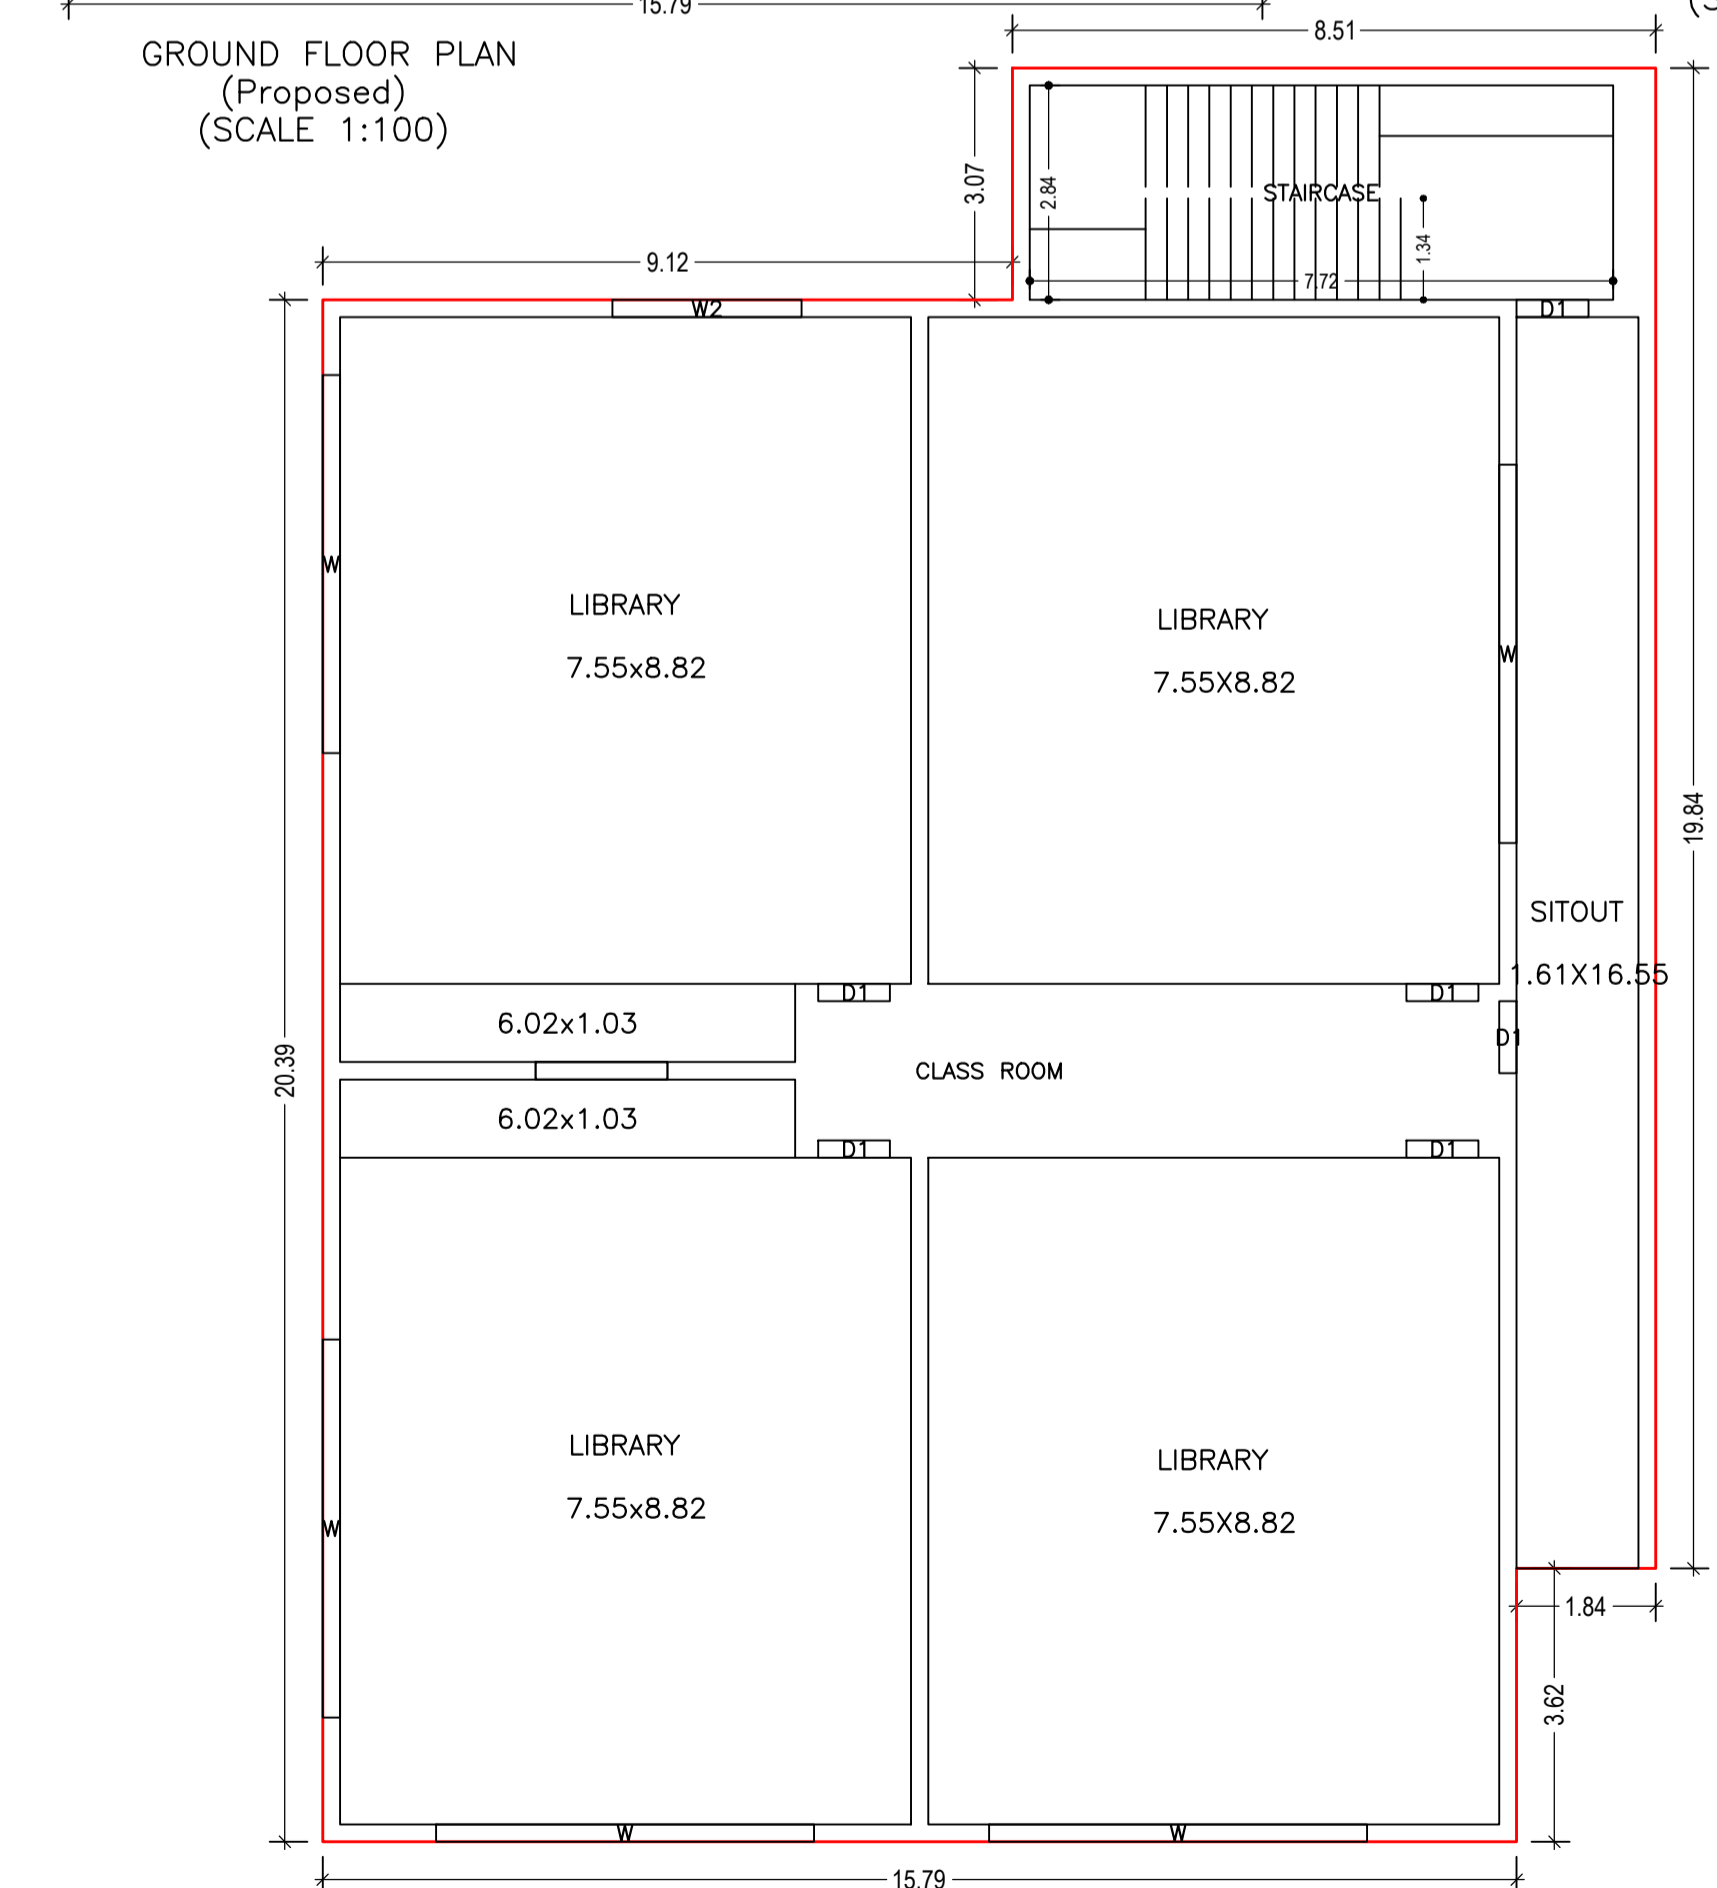 15.79
8.51
GROUND FLOOR PLAN
(Proposed)
(SCALE 1:100)
3.07
2.84
STAIRCASE
1.34
9.12
7.72
W2
D1
W
LIBRARY
7.55x8.82
LIBRARY
7.55X8.82
W
19.84
SITOUT
1.61X16.55
D1
D1
6.02x1.03
D1
20.39
CLASS ROOM
6.02x1.03
D1
D1
LIBRARY
7.55x8.82
LIBRARY
7.55X8.82
W
1.84
3.62
W
W
15.79